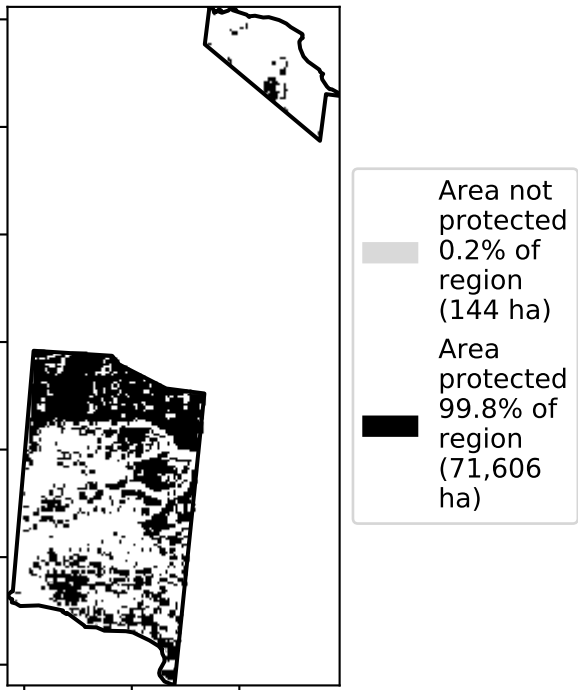 Area not
protected
0.2% of
region
(144 ha)
Area
protected
99.8% of
region
(71,606
ha)